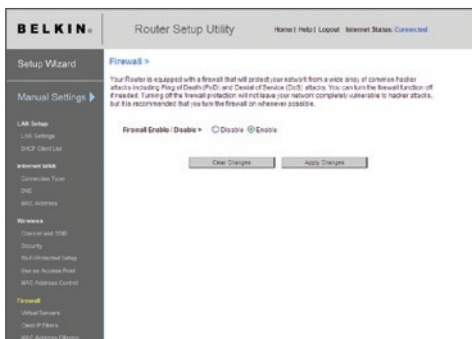 BELKIN®
Router Setup Utility
Home | Help | Logout Internet Status: Connected
Setup Wizard
Manual Settings
LAN Setup
LAN Settings
DHCP Client List
Internet WAN
Connection Type
DNS
MAC Address
Wireless
Channel and SSID
Security
Wi-Fi Protected Setup
Use as Access Point
MAC Address Control
Firewall
Virtual Servers
Client IP Filters
MAC Address Filtering
Firewall >
Your Router is equipped with a firewall that will protect your network from a wide array of common hacker
attacks including Ping of Death (PoD) and Denial of Service (DoS) attacks. You can turn the firewall function off
if needed. Turning off the firewall protection will not leave your network completely vulnerable to hacker attacks,
but it is recommended that you turn the firewall on whenever possible.
Firewall Enable / Disable > Disable Enable
Clear Changes Apply Changes